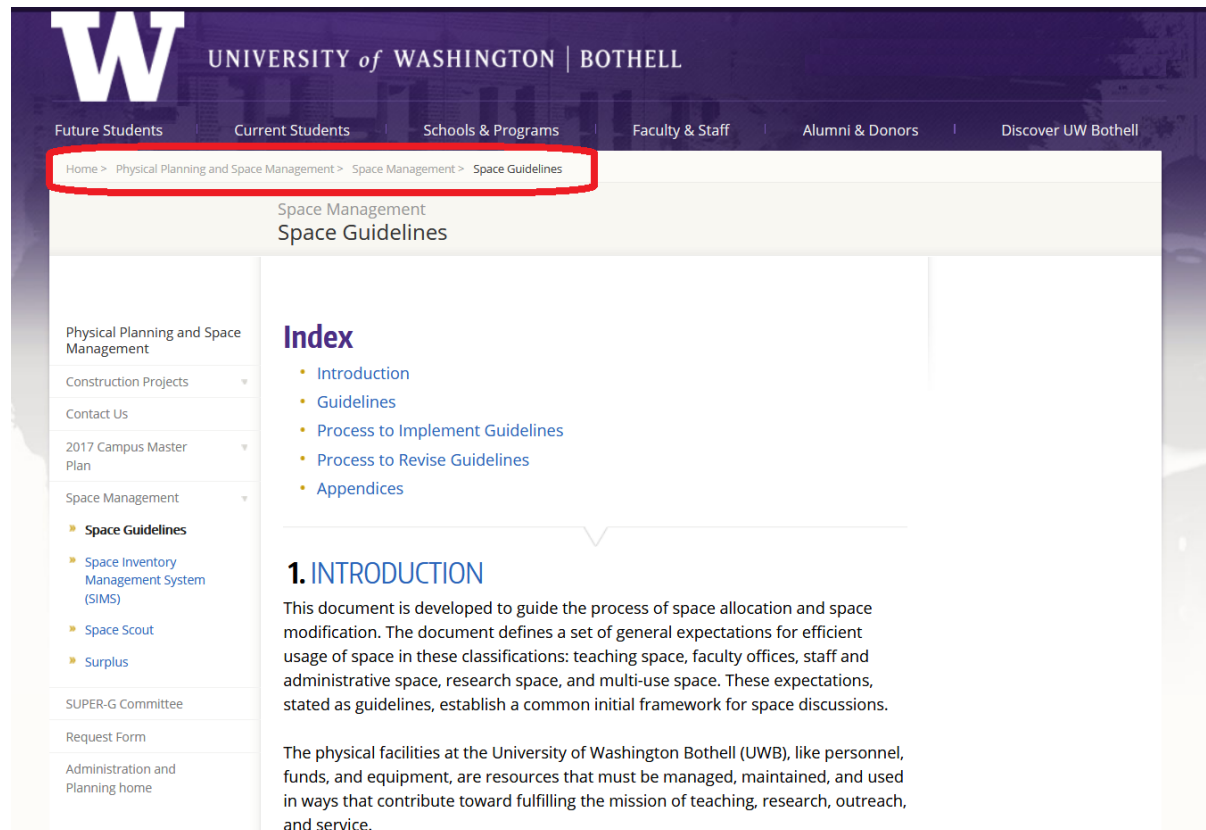 W
UNIVERSITY of WASHINGTON | BOTHELL
Future Students Current Students Schools & Programs Faculty & Staff Alumni & Donors Discover UW Bothell
Home > Physical Planning and Space Management > Space Management > Space Guidelines
Space Management
Space Guidelines
Physical Planning and Space
Management
Construction Projects
Contact Us
2017 Campus Master
Plan
Space Management
Space Guidelines
Space Inventory
Management System
(SIMS)
Space Scout
Surplus
SUPER-G Committee
Request Form
Administration and
Planning home
Index
• Introduction
• Guidelines
• Process to Implement Guidelines
• Process to Revise Guidelines
• Appendices
1. INTRODUCTION
This document is developed to guide the process of space allocation and space
modification. The document defines a set of general expectations for efficient
usage of space in these classifications: teaching space, faculty offices, staff and
administrative space, research space, and multi-use space. These expectations,
stated as guidelines, establish a common initial framework for space discussions.
The physical facilities at the University of Washington Bothell (UWB), like personnel,
funds, and equipment, are resources that must be managed, maintained, and used
in ways that contribute toward fulfilling the mission of teaching, research, outreach,
and service.